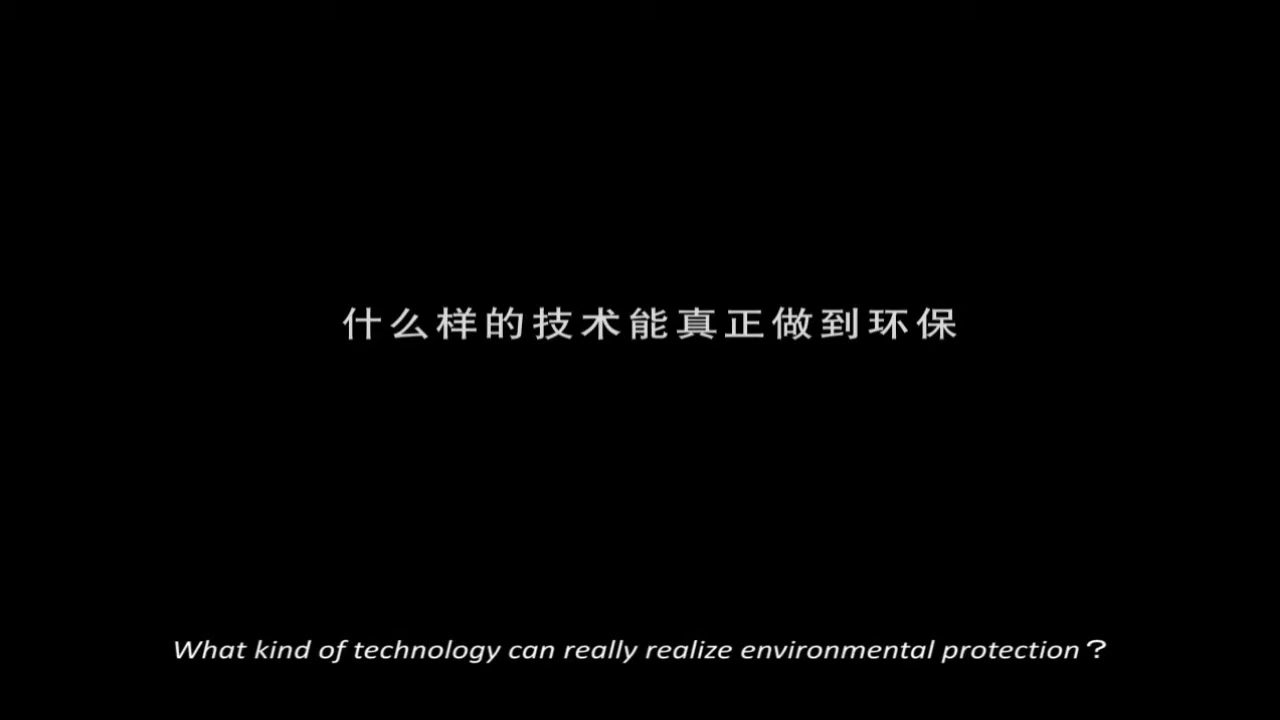 什么样的技术能真正做到环保
What kind of technology can really realize environmental protection？